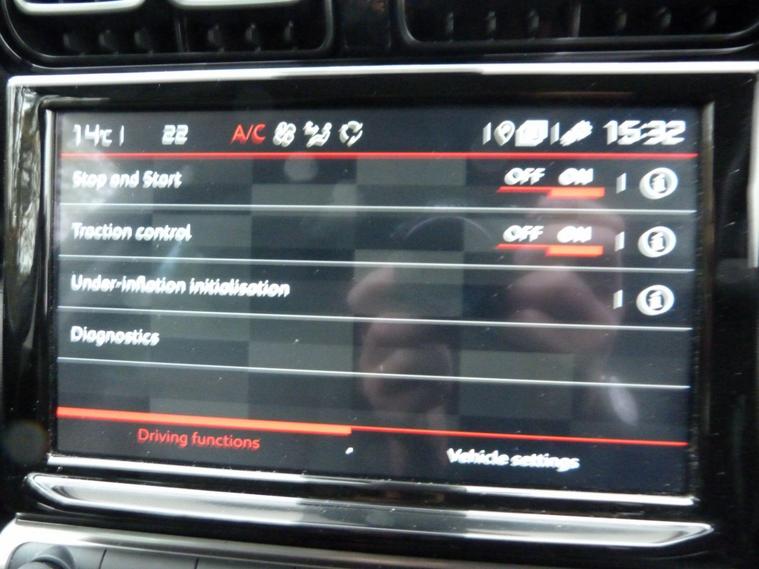 14°C 22 A/C 15:32
Stop and Start OFF ON
Traction control OFF ON
Under-inflation initialisation
Diagnostics
Driving functions Vehicle settings